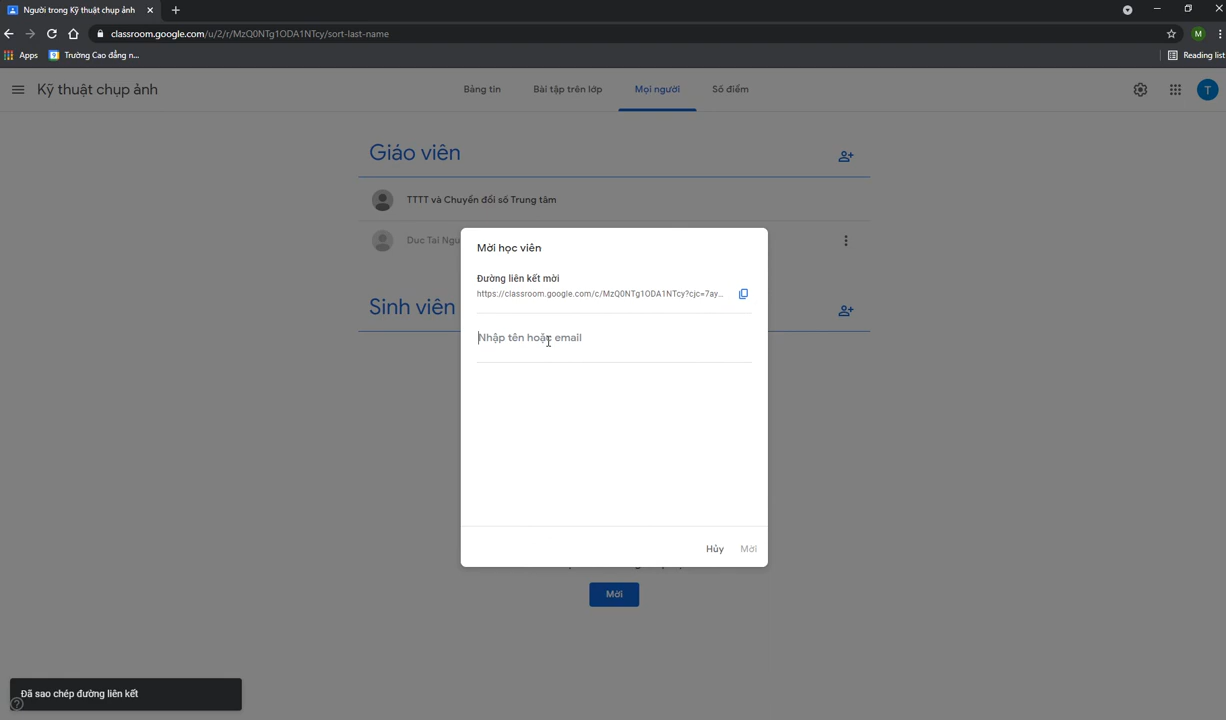 Người trong Kỹ thuật chụp ảnh
classroom.google.com/u/2/r/MzQ0NTg1ODA1NTcy/sort-last-name
M
Apps
Trường Cao đẳng n...
Reading list
Kỹ thuật chụp ảnh
Bảng tin
Bài tập trên lớp
Mọi người
Số điểm
T
Giáo viên
TTTT và Chuyển đổi số Trung tâm
Duc Tai Ngu
Mời học viên
Đường liên kết mời
https://classroom.google.com/c/MzQ0NTg1ODA1NTcy?cjc=7ay...
Sinh viên
Nhập tên hoặc email
Hủy
Mời
Mời
Đã sao chép đường liên kết